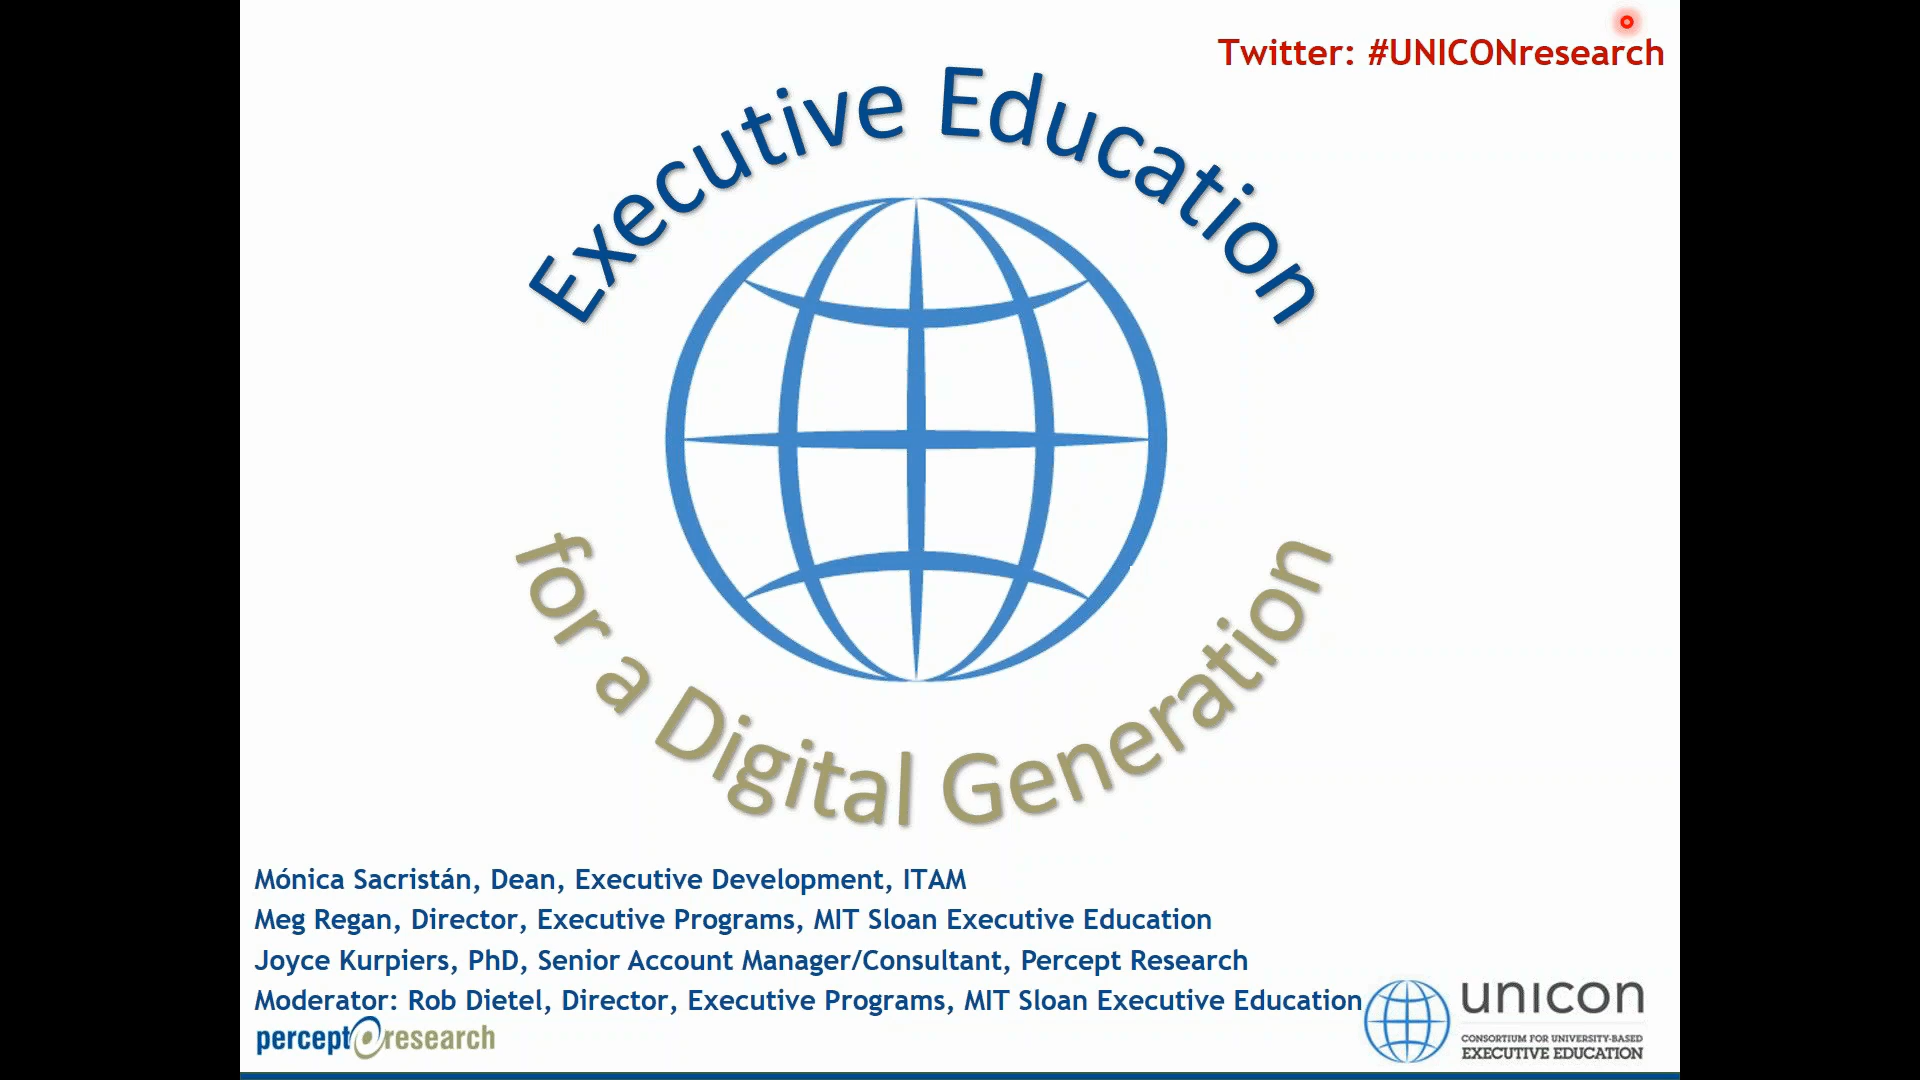 Twitter: #UNICONresearch
Executive Education
for a Digital Generation
Mónica Sacristán, Dean, Executive Development, ITAM
Meg Regan, Director, Executive Programs, MIT Sloan Executive Education
Joyce Kurpiers, PhD, Senior Account Manager/Consultant, Percept Research
Moderator: Rob Dietel, Director, Executive Programs, MIT Sloan Executive Education
percept research
unicon
CONSORTIUM FOR UNIVERSITY-BASED
EXECUTIVE EDUCATION